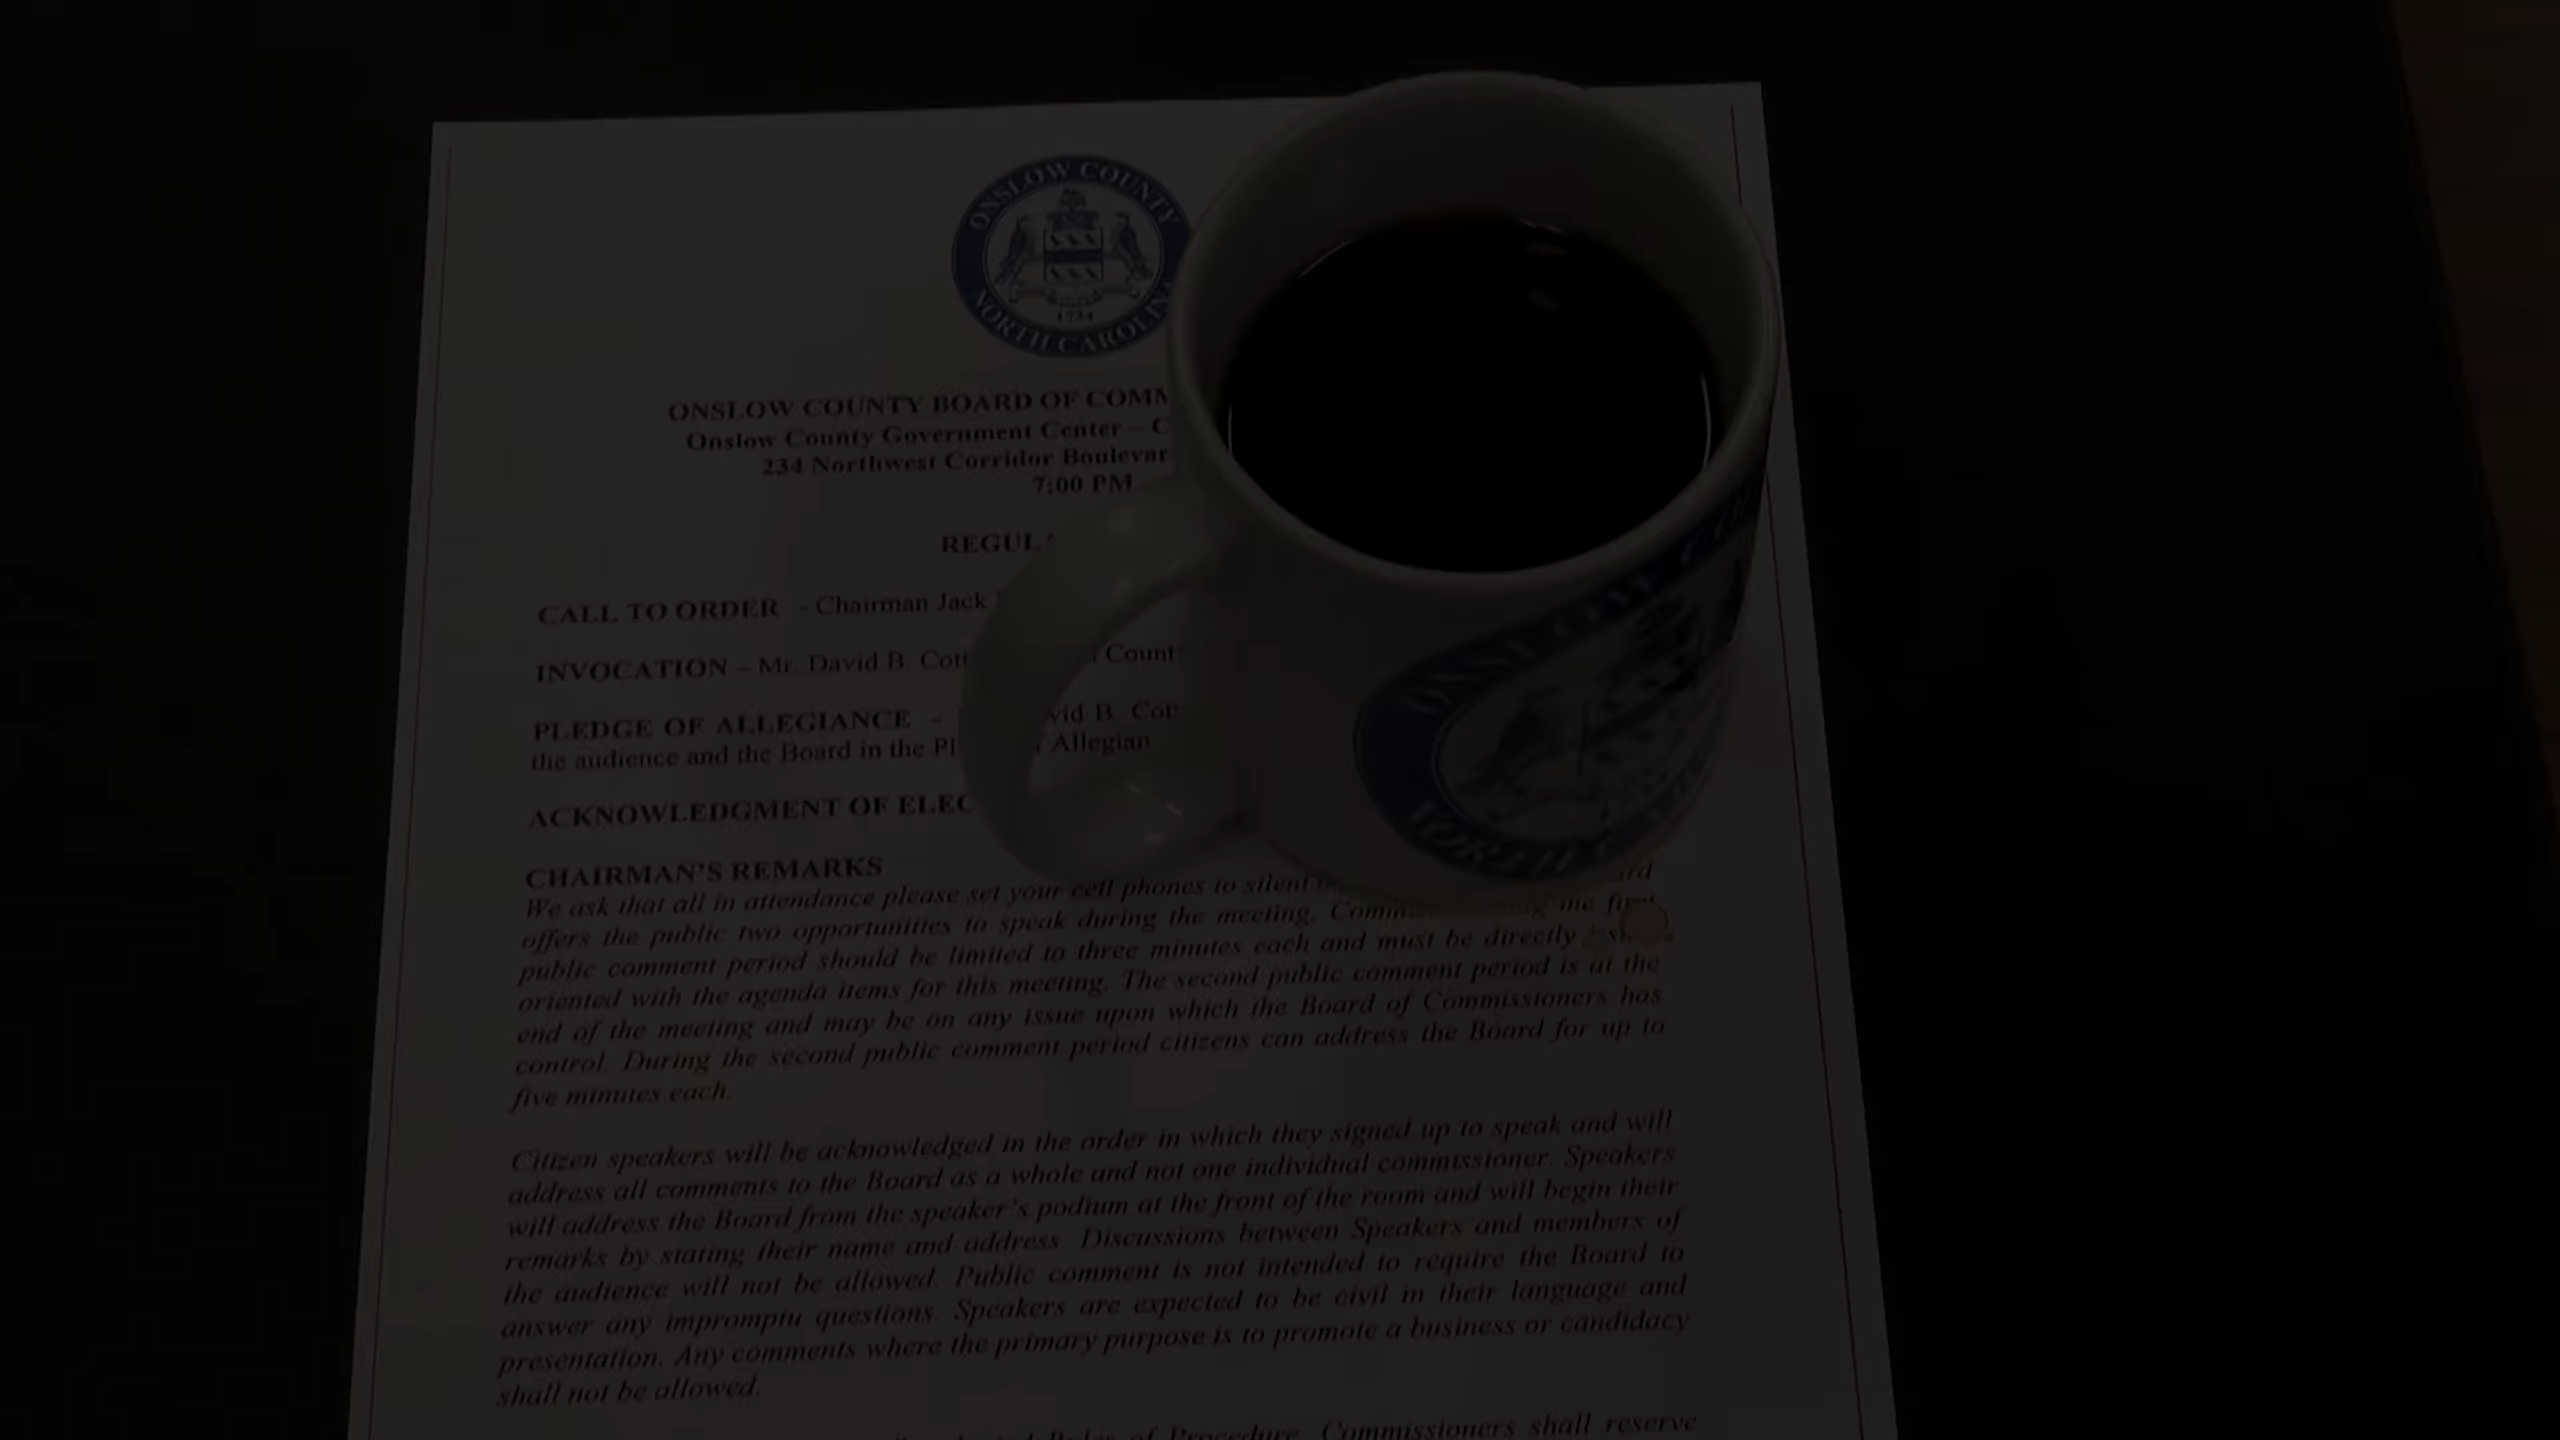 ONSLOW COUNTY
1734
NORTH CAROLINA
ONSLOW COUNTY BOARD OF
Onslow County Government Center –
234 Northwest Corridor
7:00 PM
CALL TO ORDER - Chairman Jack
INVOCATION – Mr. David B.
PLEDGE OF ALLEGIANCE – B.
the audience and the Board in the
ACKNOWLEDGMENT OF
CHAIRMAN'S REMARKS
We ask that all in attendance please set your cell phones to silent
offers the public two opportunities to speak during the meeting. the first
public comment period should be limited to three minutes each and must be directly
oriented with the agenda items for this meeting. The second public comment period is at the
end of the meeting and may be on any issue upon which the Board of Commissioners has
control. During the second public comment period citizens can address the Board for up to
five minutes each.
Citizen speakers will be acknowledged in the order in which they signed up to speak and will
address all comments to the Board as a whole and not one individual commissioner. Speakers
will address the Board from the speaker's podium at the front of the room and will begin their
remarks by stating their name and address. Discussions between Speakers and members of
the audience will not be allowed. Public comment is not intended to require the Board to
answer any impromptu questions. Speakers are expected to be civil in their language and
presentation. Any comments where the primary purpose is to promote a business or candidacy
shall not be allowed.
Rules of Procedure, Commissioners shall reserve
NORTH